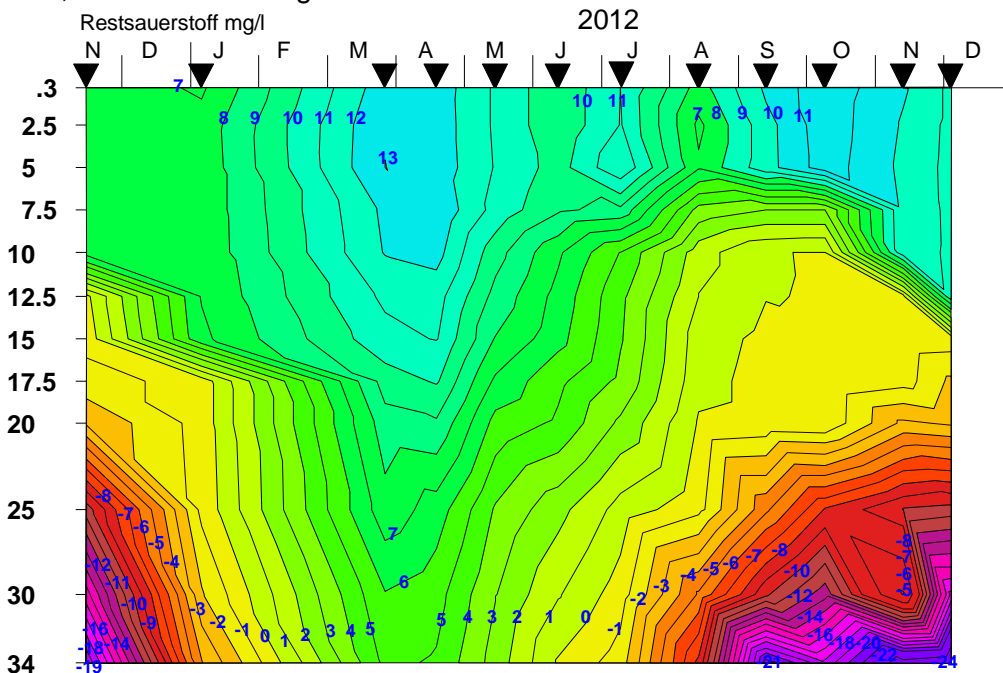 Restsauerstoff mg/l 2012
N D J F M A M J J A S O N D
.3 7
2.5 8 9 10 11 12 10 11 7 8 9 10 11
5 13
7.5
10
12.5
15
17.5
20
25 -8 -7 -6 -5 -4 7 -8 -7 -6 -5
-12 -11 -10 -9 6 -4 -5 -6 -7 -8 -10
30 -3 -2 -1 0 1 2 3 4 5 5 4 3 2 1 0 -1 -2 -3 -12 -14
-16 -18 -14 -16 -18 -20 -22
34 -19 -21 -24